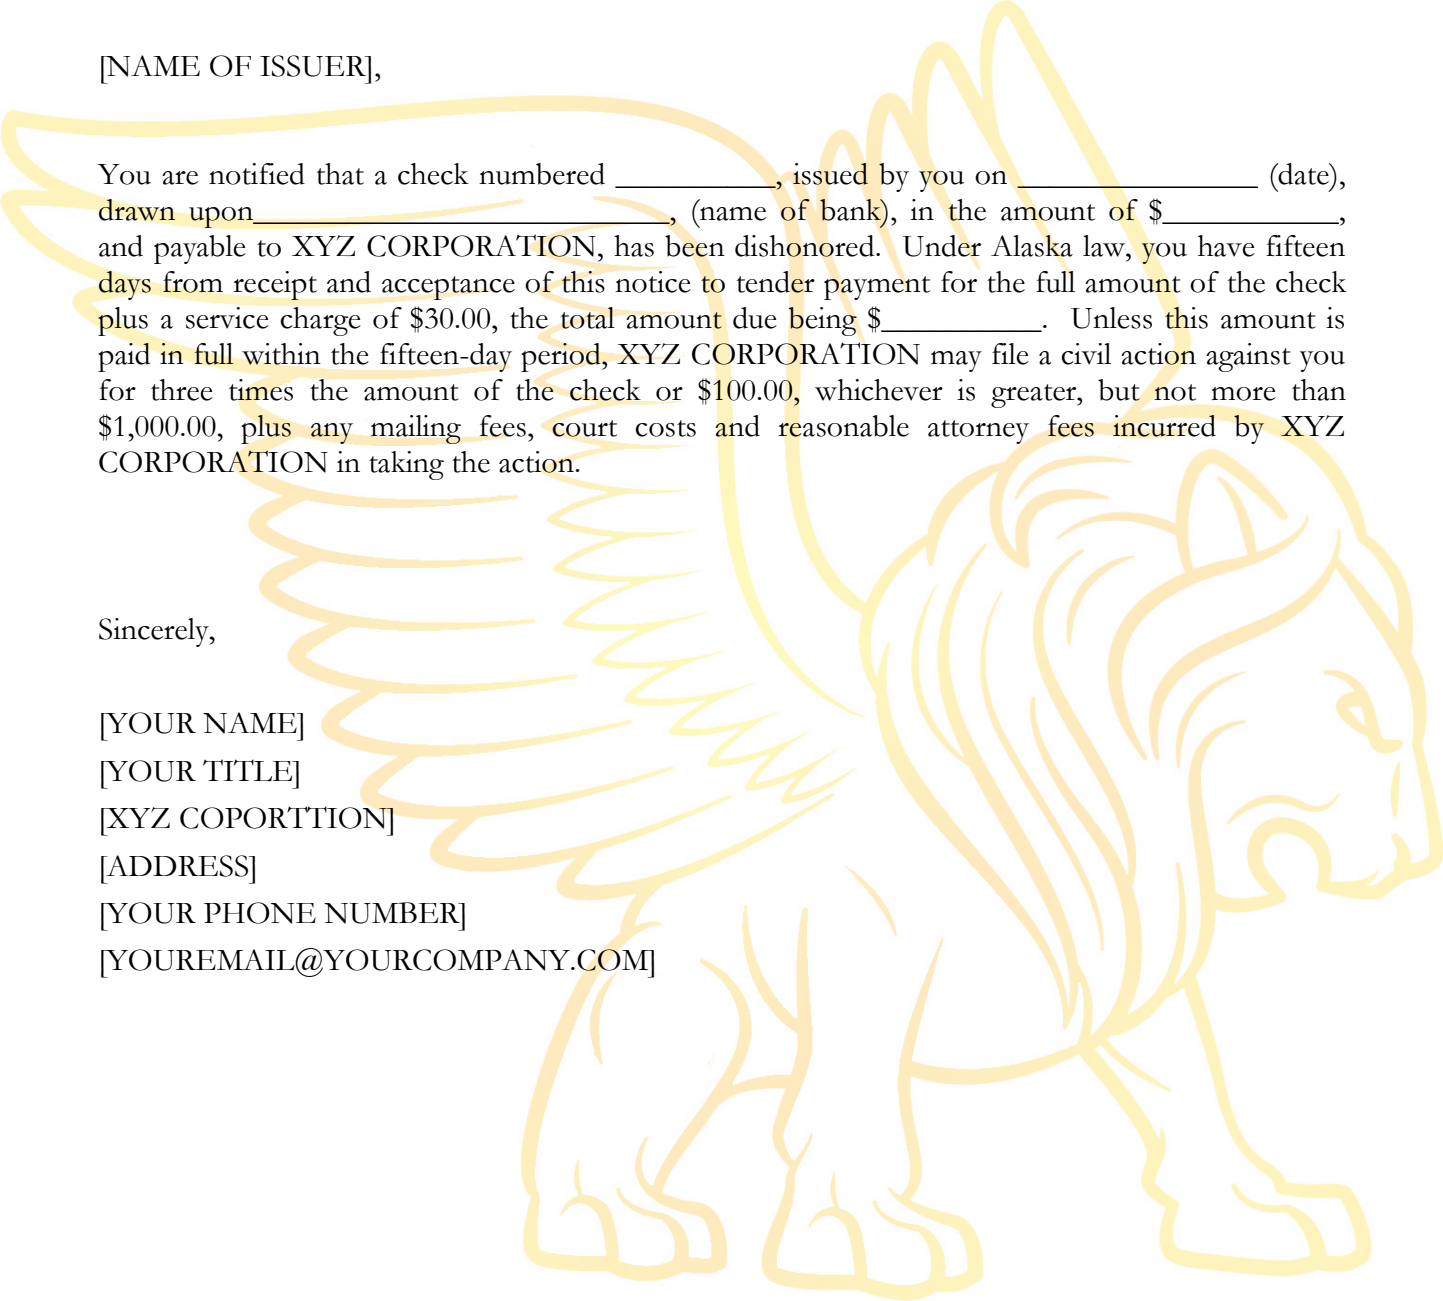 [NAME OF ISSUER],
You are notified that a check numbered __________, issued by you on _______________ (date),
drawn upon__________________________, (name of bank), in the amount of $___________,
and payable to XYZ CORPORATION, has been dishonored. Under Alaska law, you have fifteen
days from receipt and acceptance of this notice to tender payment for the full amount of the check
plus a service charge of $30.00, the total amount due being $__________. Unless this amount is
paid in full within the fifteen-day period, XYZ CORPORATION may file a civil action against you
for three times the amount of the check or $100.00, whichever is greater, but not more than
$1,000.00, plus any mailing fees, court costs and reasonable attorney fees incurred by XYZ
CORPORATION in taking the action.
Sincerely,
[YOUR NAME]
[YOUR TITLE]
[XYZ COPORTTION]
[ADDRESS]
[YOUR PHONE NUMBER]
[YOUREMAIL@YOURCOMPANY.COM]